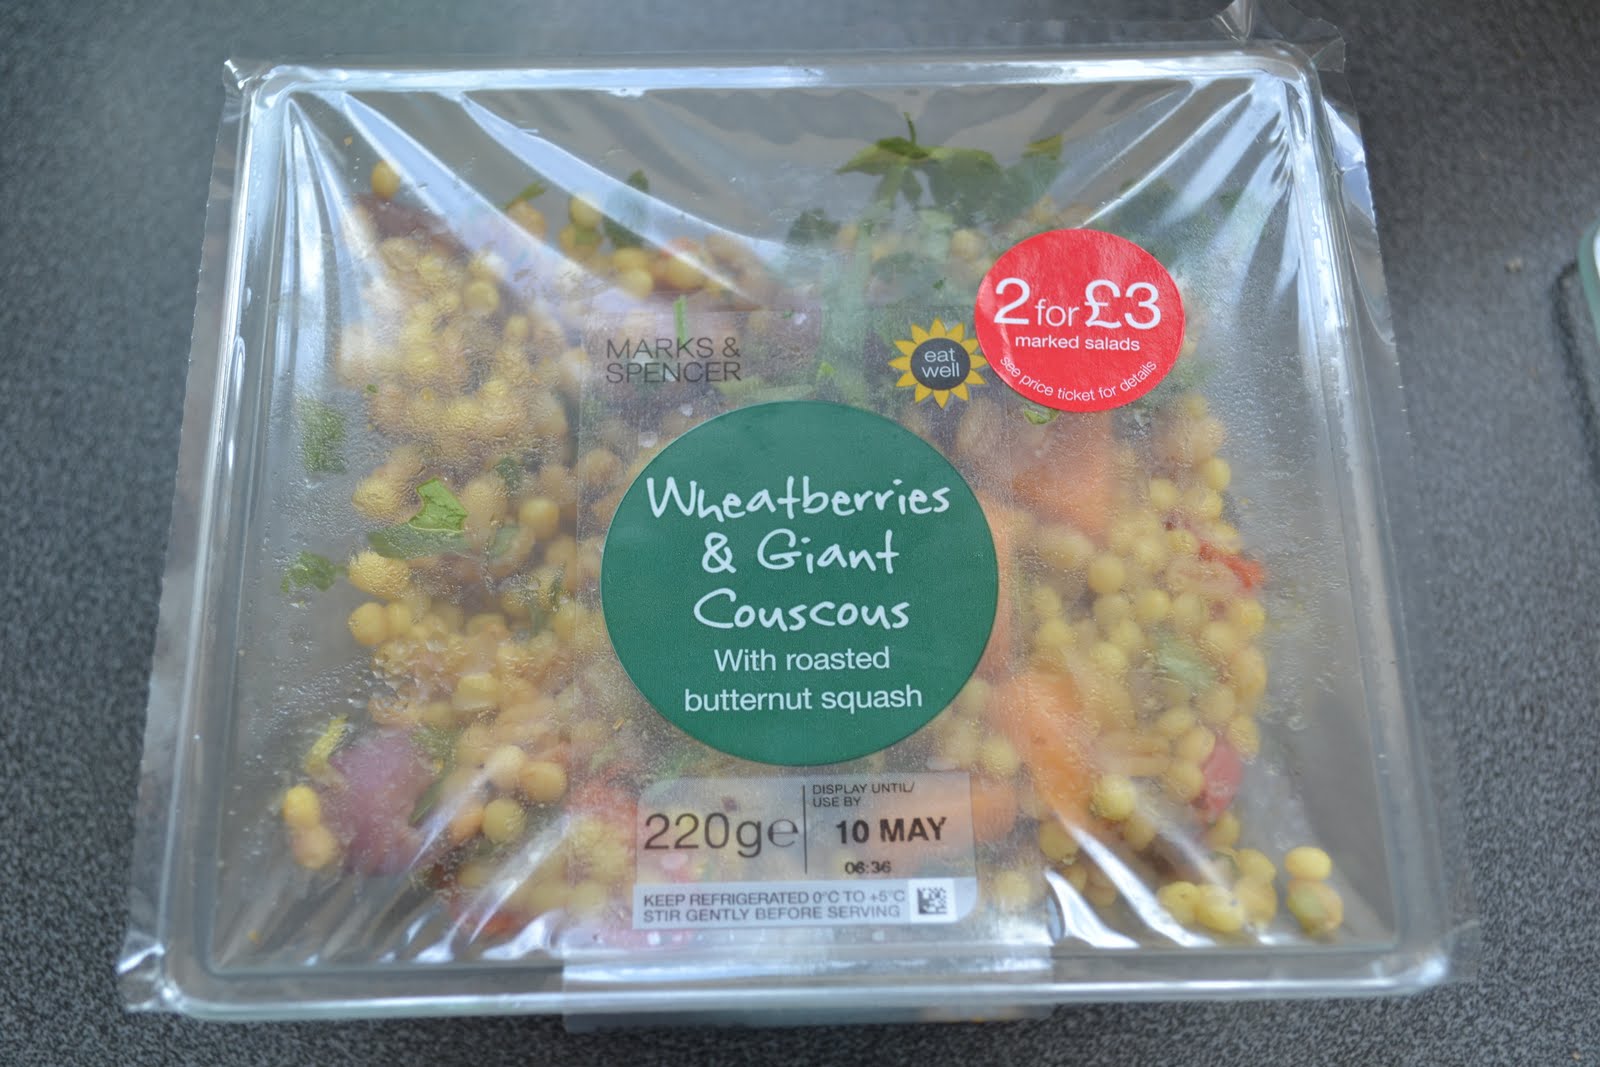 MARKS &
SPENCER
eat
well
2 for £3
marked salads
see price ticket for details
Wheatberries
& Giant
Couscous
With roasted
butternut squash
220g℮
DISPLAY UNTIL/
USE BY
10 MAY
06:36
KEEP REFRIGERATED 0°C TO +5°C
STIR GENTLY BEFORE SERVING